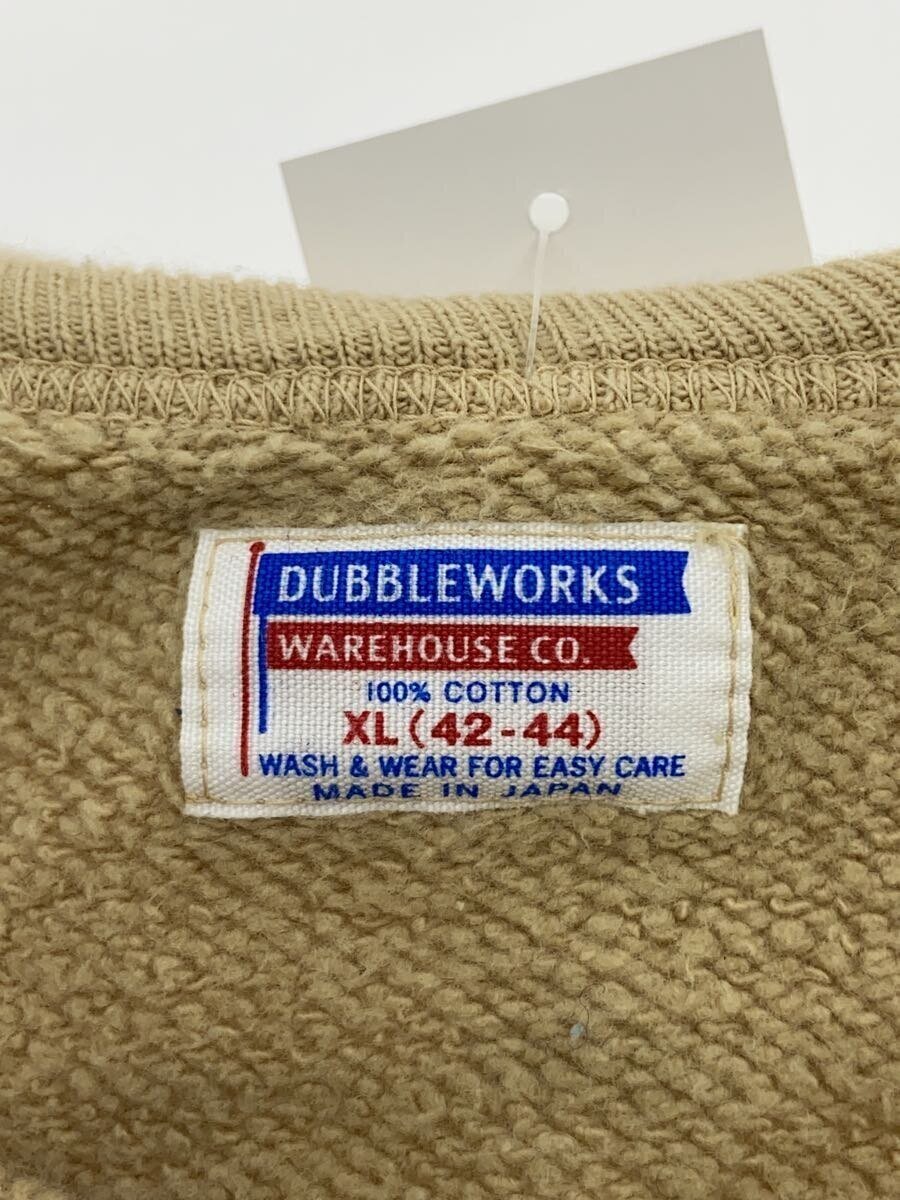 DUBBLEWORKS
WAREHOUSE CO.
100% COTTON
XL (42-44)
WASH & WEAR FOR EASY CARE
MADE IN JAPAN